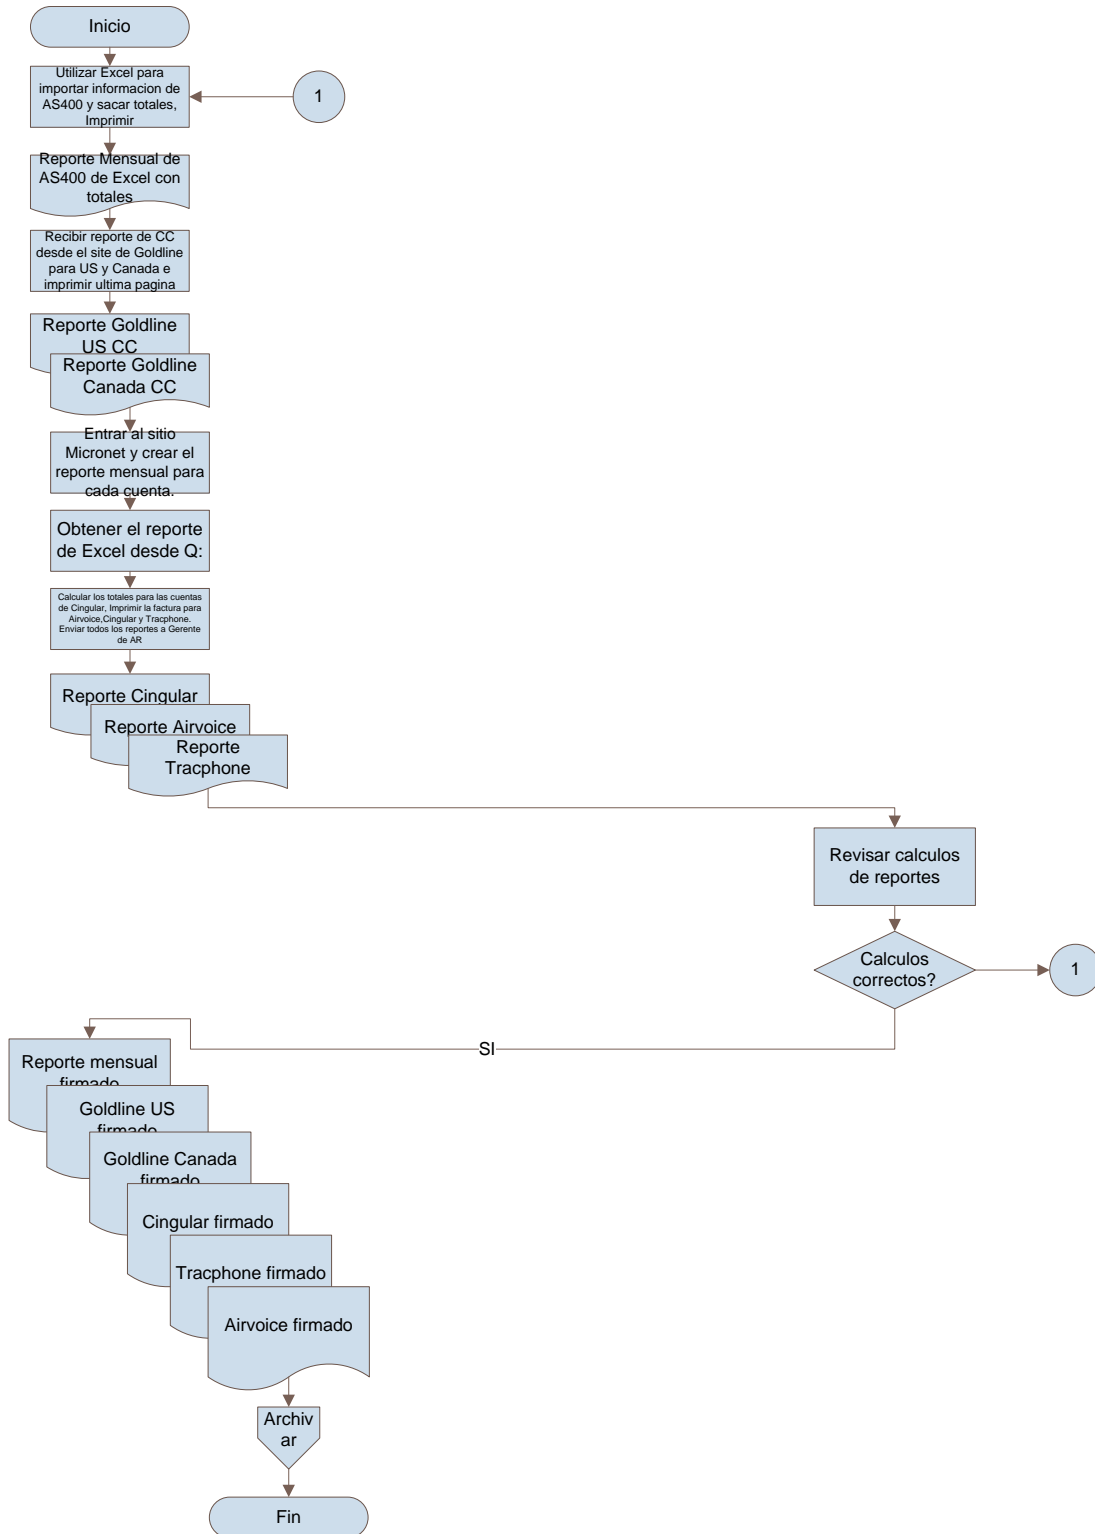 Inicio
Utilizar Excel para
importar informacion de
AS400 y sacar totales,
Imprimir
1
Reporte Mensual de
AS400 de Excel con
totales
Recibir reporte de CC
desde el site de Goldline
para US y Canada e
imprimir ultima pagina
Reporte Goldline
US CC
Reporte Goldline
Canada CC
Entrar al sitio
Micronet y crear el
reporte mensual para
cada cuenta.
Obtener el reporte
de Excel desde Q:
Calcular los totales para las cuentas
de Cingular, Imprimir la factura para
Airvoice,Cingular y Tracphone.
Enviar todos los reportes a Gerente
de AR
Reporte Cingular
Reporte Airvoice
Reporte
Tracphone
Revisar calculos
de reportes
Calculos
correctos?
1
SI
Reporte mensual
firmado
Goldline US
firmado
Goldline Canada
firmado
Cingular firmado
Tracphone firmado
Airvoice firmado
Archiv
ar
Fin